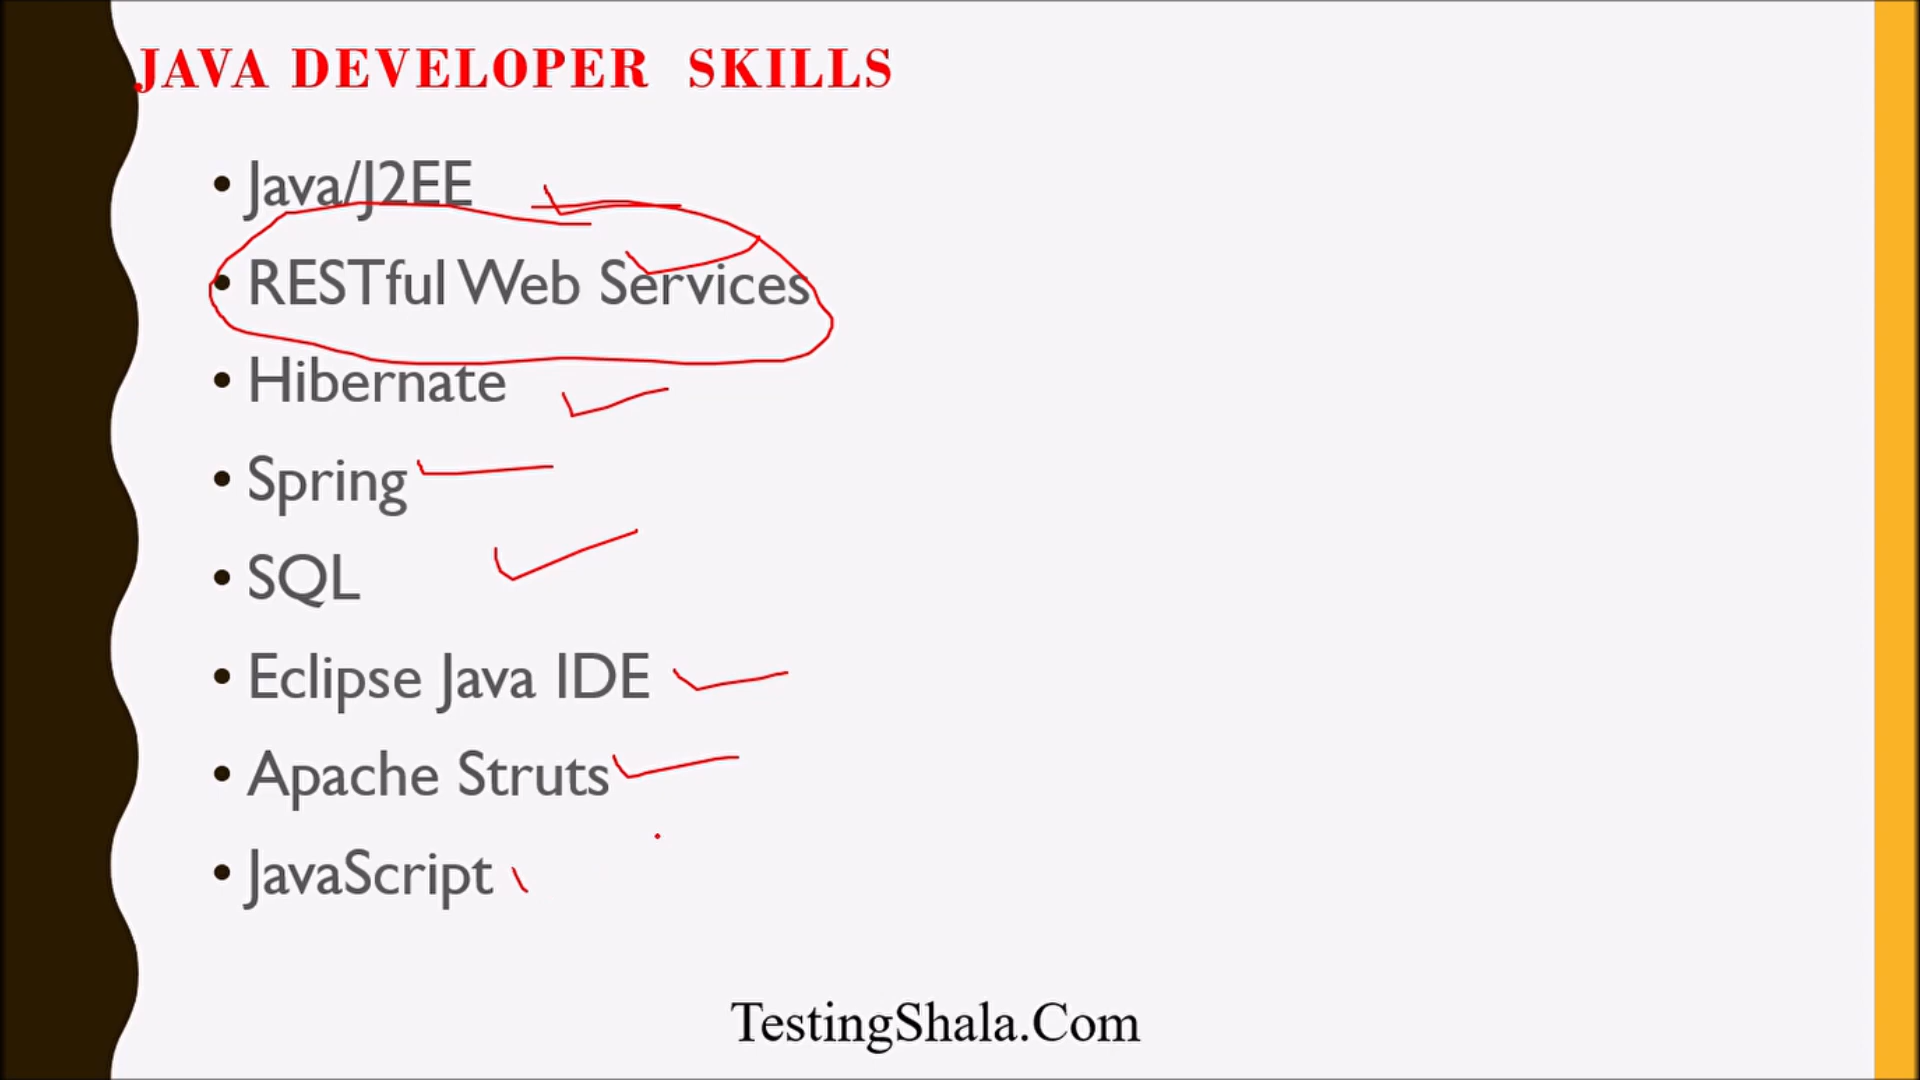 JAVA DEVELOPER SKILLS
• Java/J2EE
• RESTful Web Services
• Hibernate
• Spring
• SQL
• Eclipse Java IDE
• Apache Struts
• JavaScript
TestingShala.Com